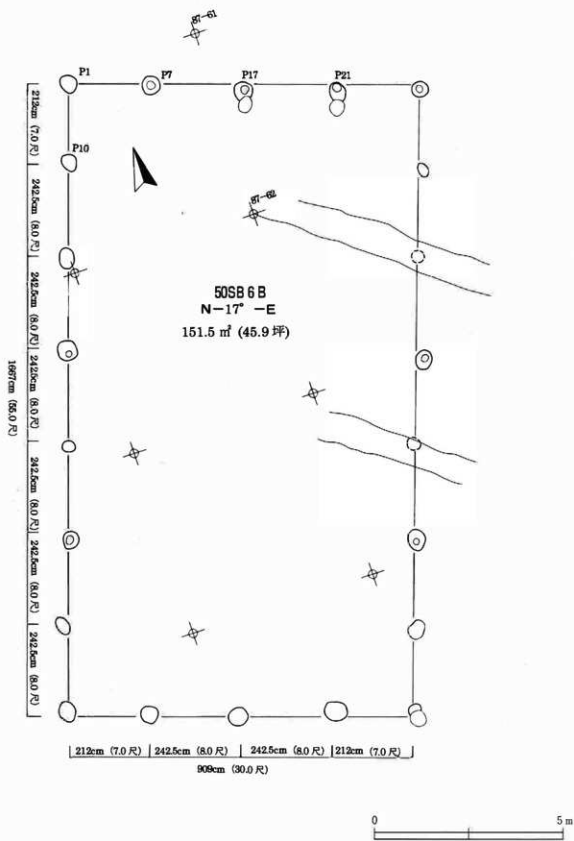 87-61
P1
P7
P17
P21
P10
87-62
50SB 6 B
N-17° -E
151.5 ㎡ (45.9 坪)
212cm (7.0 尺)
242.5cm (8.0 尺)
242.5cm (8.0 尺)
242.5cm (8.0 尺)
242.5cm (8.0 尺)
242.5cm (8.0 尺)
242.5cm (8.0 尺)
1667cm (55.0 尺)
212cm (7.0 尺)
242.5cm (8.0 尺)
242.5cm (8.0 尺)
212cm (7.0 尺)
909cm (30.0 尺)
0
5 m